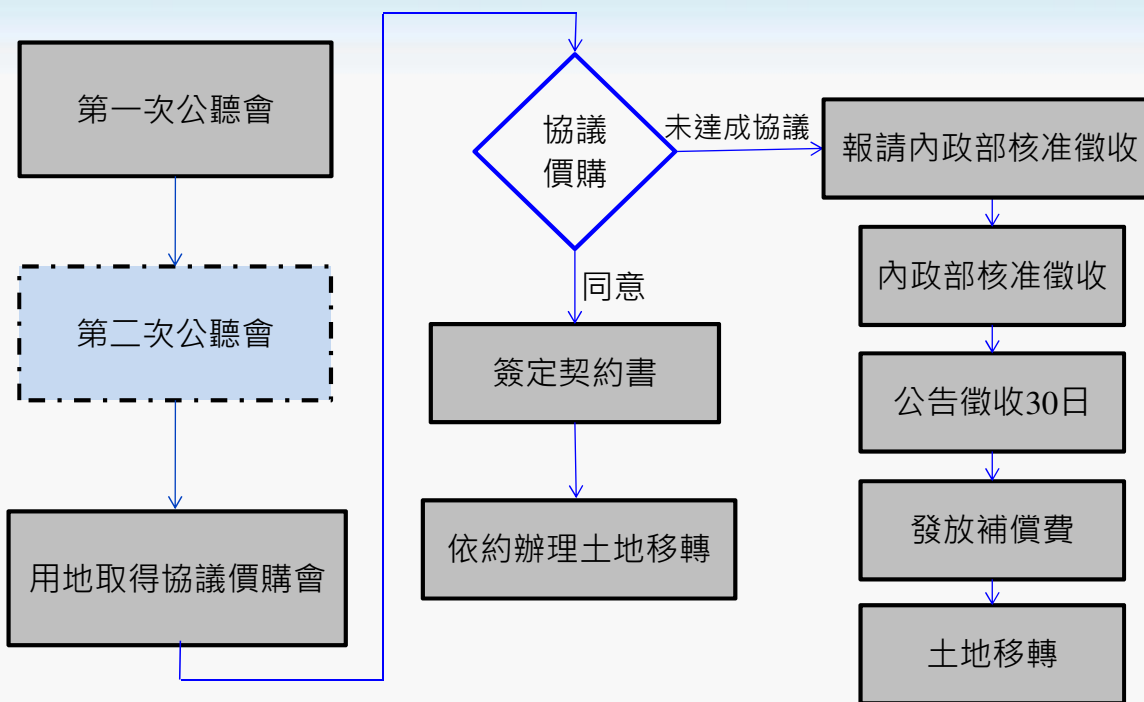 第一次公聽會
第二次公聽會
用地取得協議價購會
協議
價購
未達成協議
同意
簽定契約書
依約辦理土地移轉
報請內政部核准徵收
內政部核准徵收
公告徵收30日
發放補償費
土地移轉